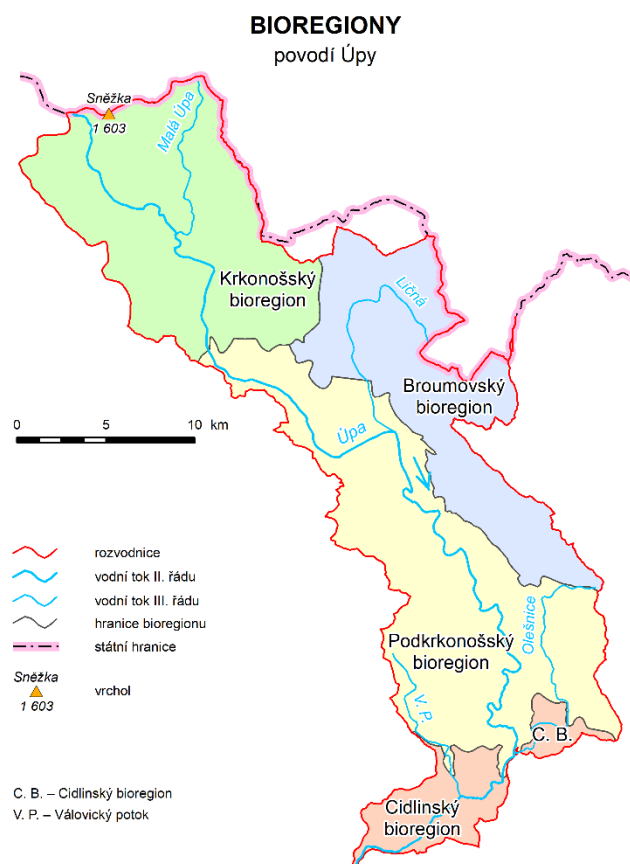 BIOREGIONY
povodí Úpy
Sněžka
1 603
Malá Úpa
Krkonošský
bioregion
Ličná
Broumovský
bioregion
0 5 10 km
Úpa
rozvodnice
vodní tok II. řádu
vodní tok III. řádu
hranice bioregionu
státní hranice
Sněžka
1 603
vrchol
Olešnice
Podkrkonošský
bioregion
V. P.
C. B.
Cidlinský
bioregion
C. B. – Cidlinský bioregion
V. P. – Válovický potok